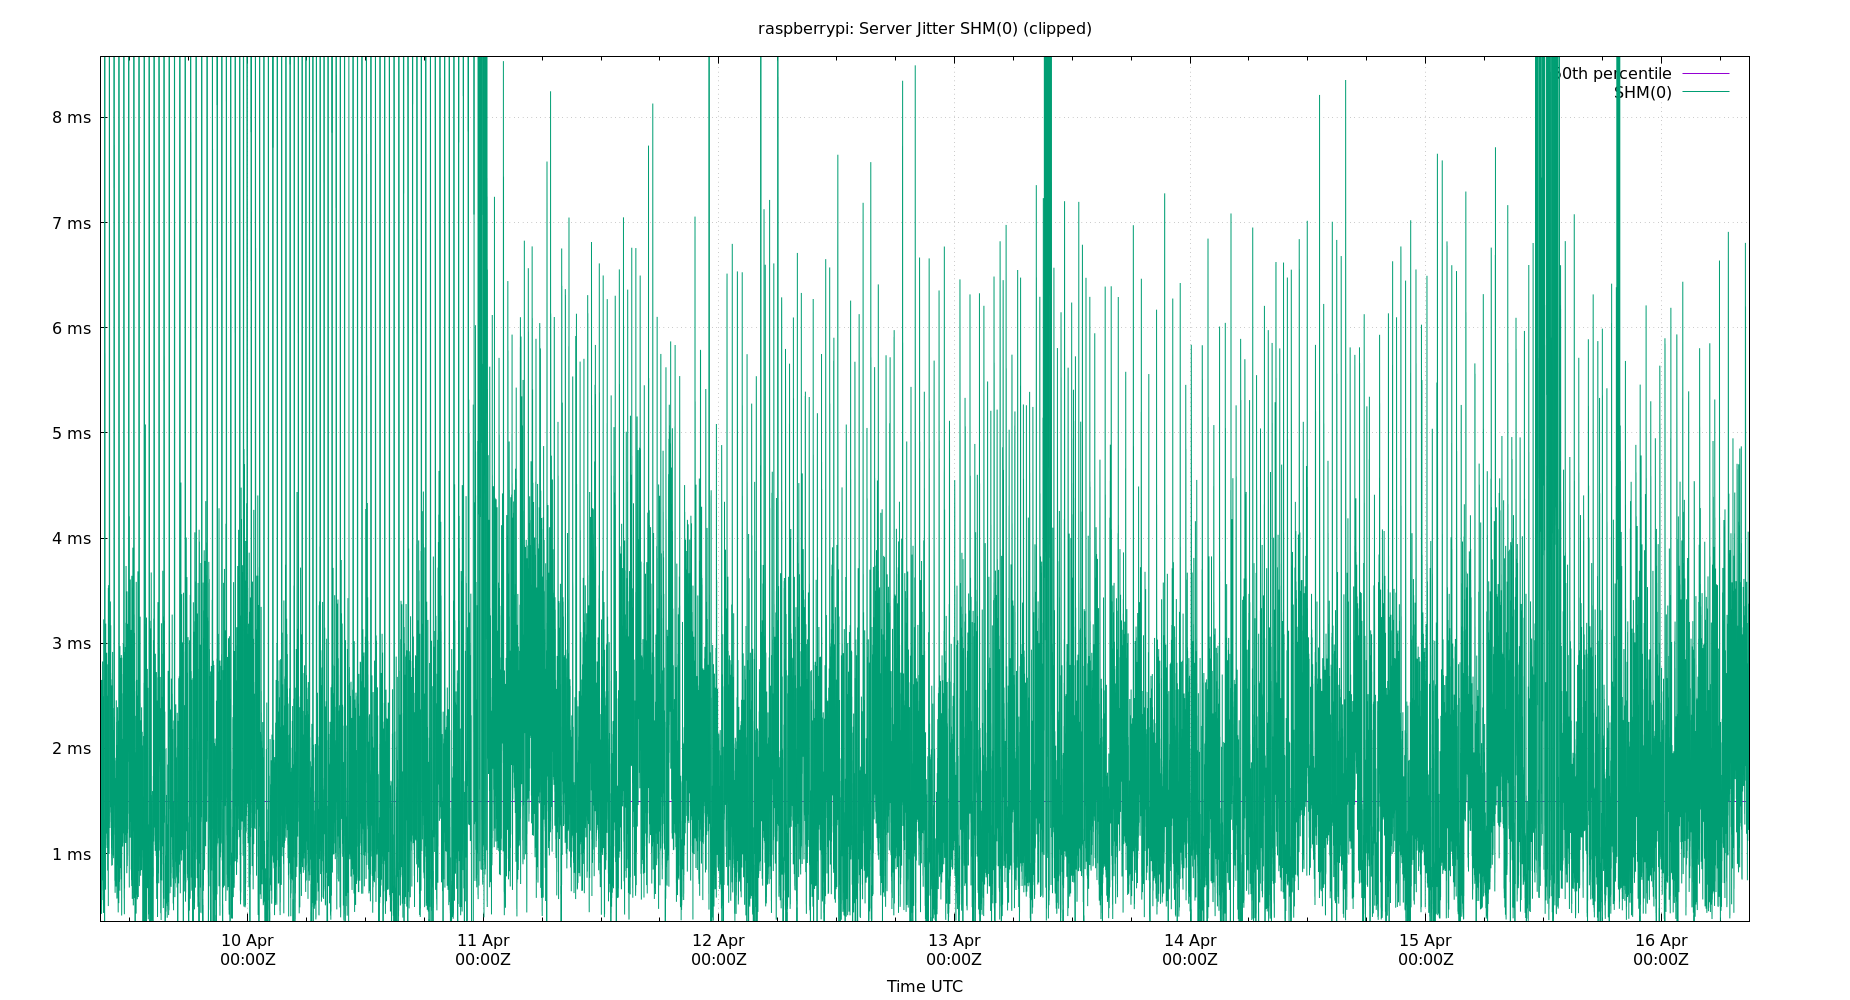 raspberrypi: Server Jitter SHM(0) (clipped)
50th percentile
SHM(0)
8 ms
7 ms
6 ms
5 ms
4 ms
3 ms
2 ms
1 ms
10 Apr 11 Apr 12 Apr 13 Apr 14 Apr 15 Apr 16 Apr
00:00Z 00:00Z 00:00Z 00:00Z 00:00Z 00:00Z 00:00Z
Time UTC